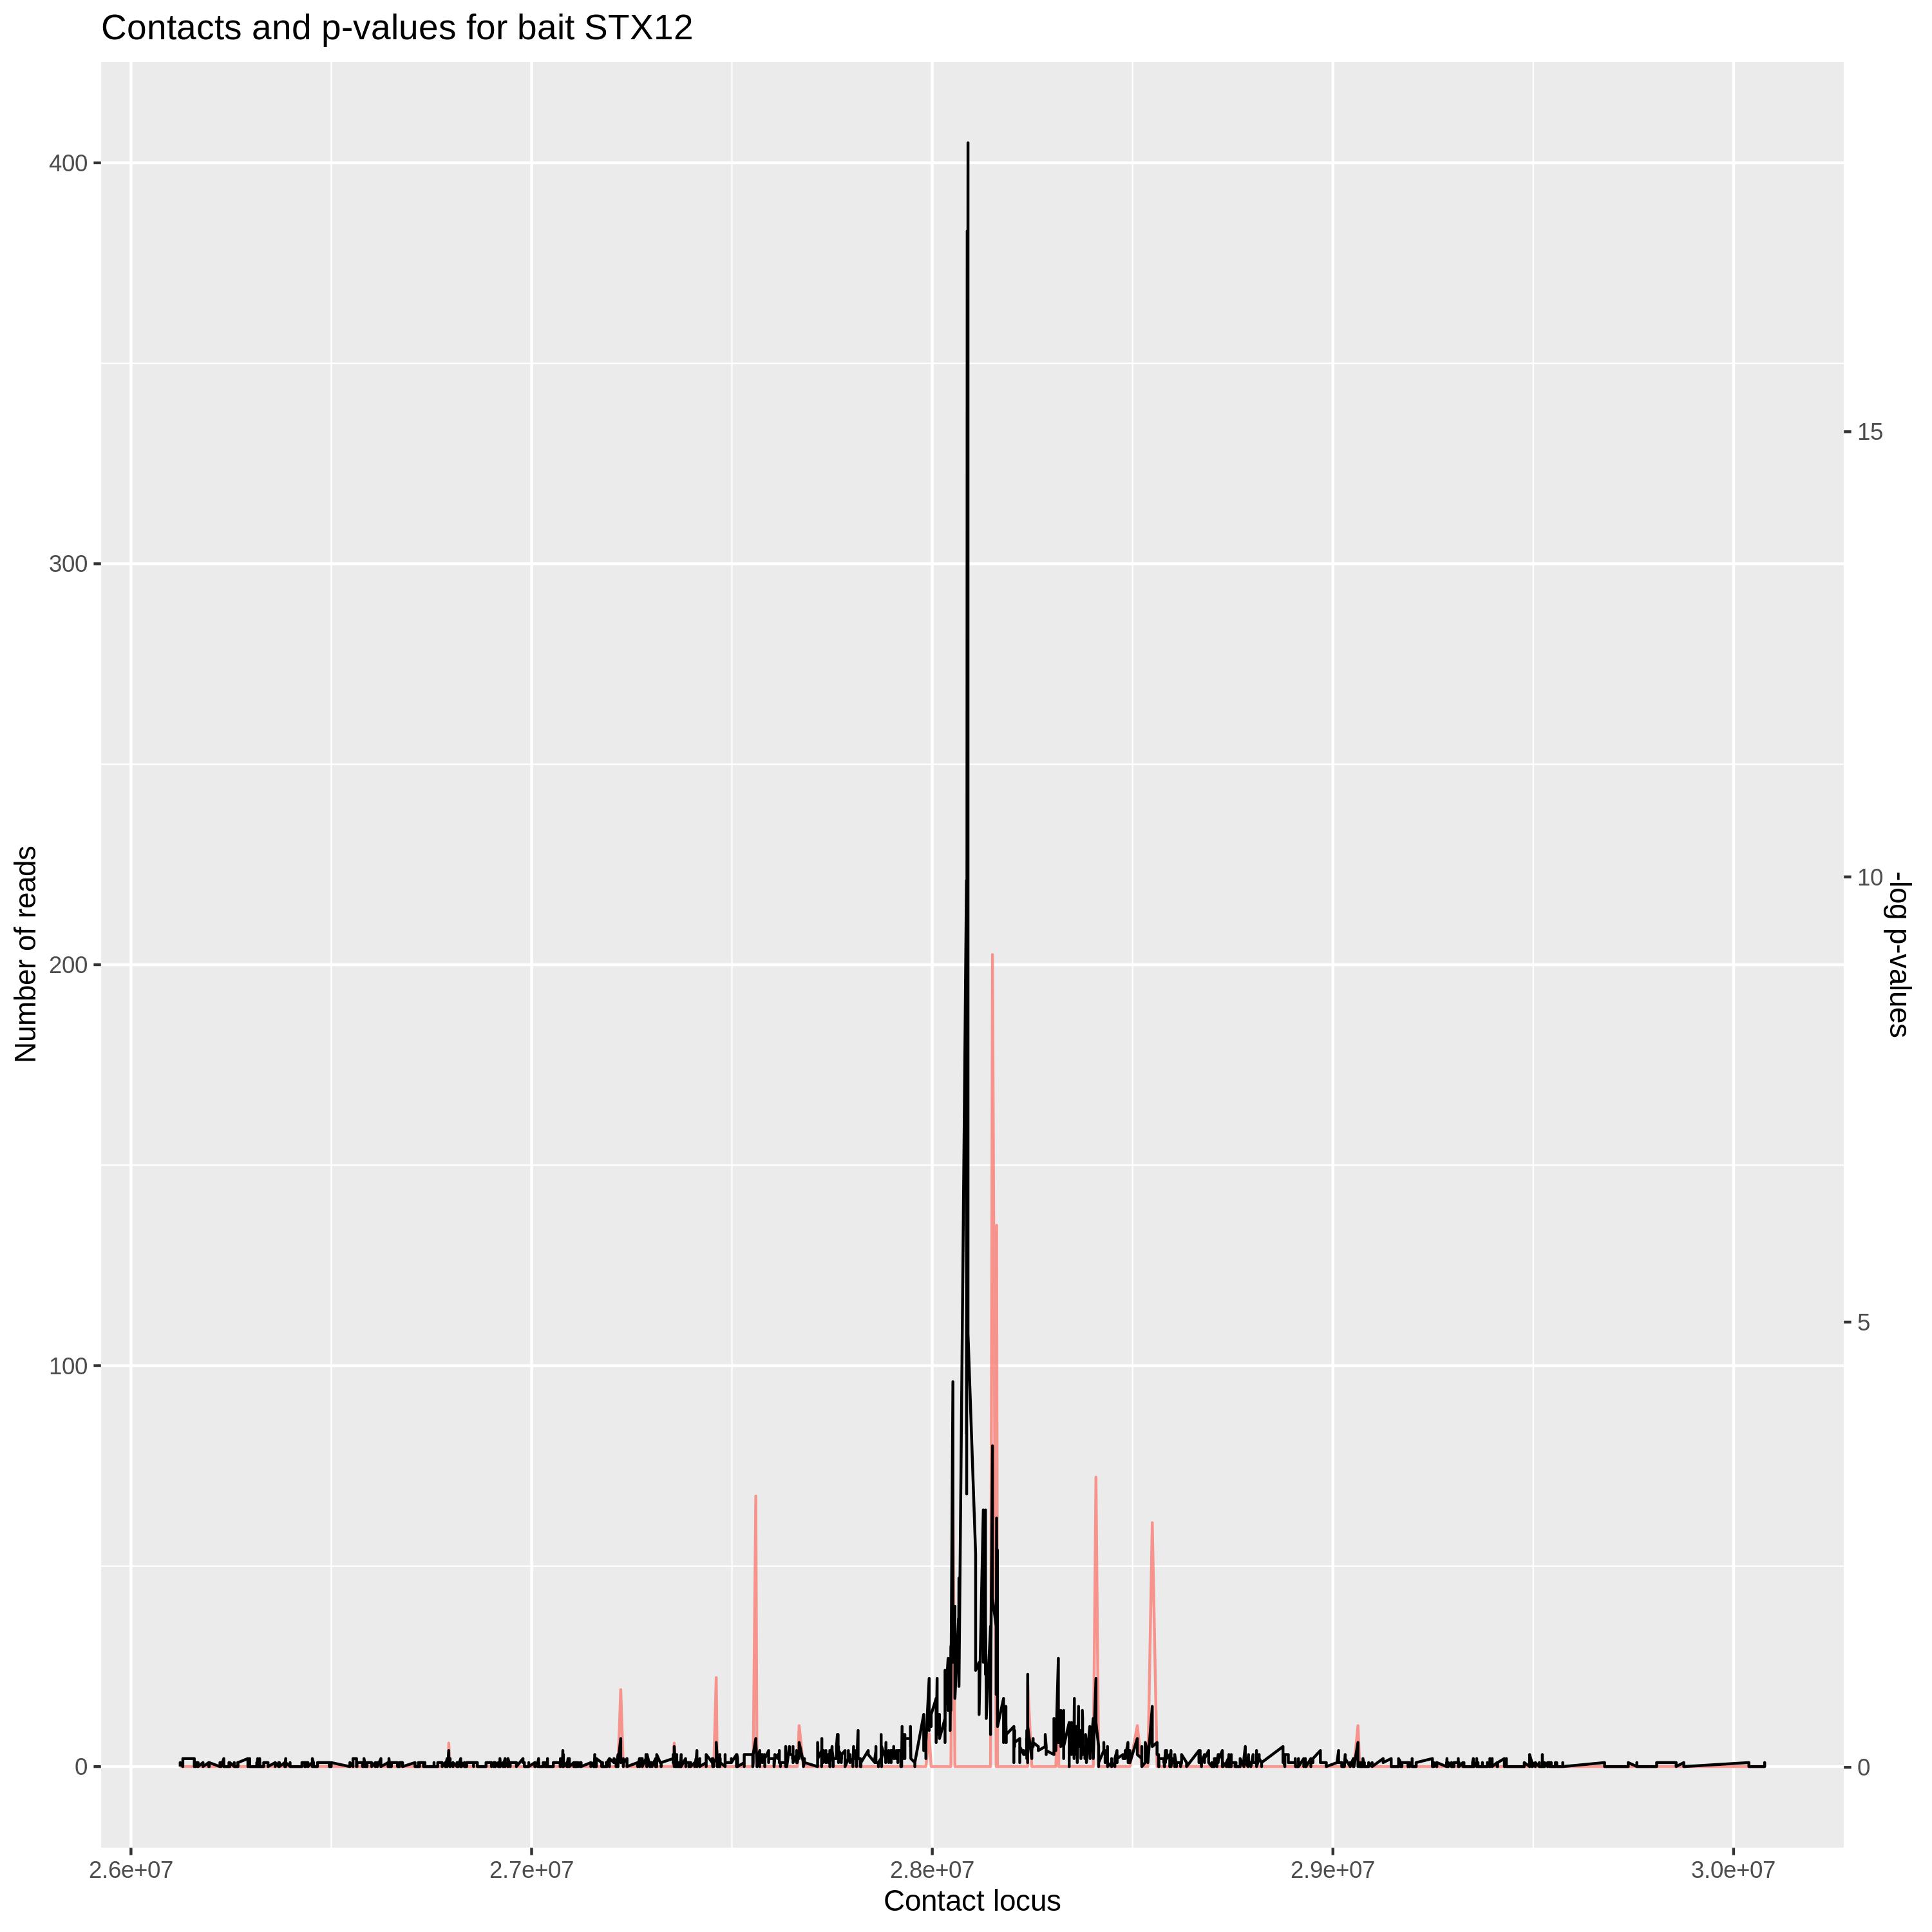 Contacts and p-values for bait STX12
400
300
200
100
0
Number of reads
15
10
5
0
-log p-values
2.6e+07
2.7e+07
2.8e+07
2.9e+07
3.0e+07
Contact locus